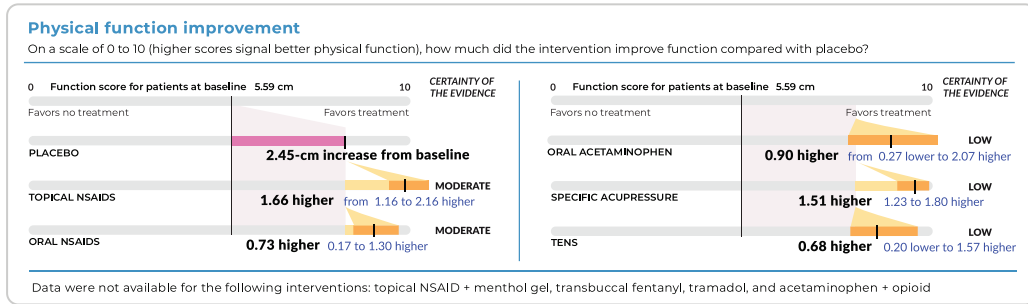 Physical function improvement
On a scale of 0 to 10 (higher scores signal better physical function), how much did the intervention improve function compared with placebo?
0 Function score for patients at baseline 5.59 cm 10
CERTAINTY OF
THE EVIDENCE
Favors no treatment Favors treatment
PLACEBO
2.45-cm increase from baseline
MODERATE
TOPICAL NSAIDS
1.66 higher from 1.16 to 2.16 higher
MODERATE
ORAL NSAIDS
0.73 higher 0.17 to 1.30 higher
0 Function score for patients at baseline 5.59 cm 10
CERTAINTY OF
THE EVIDENCE
Favors no treatment Favors treatment
LOW
ORAL ACETAMINOPHEN
0.90 higher from 0.27 lower to 2.07 higher
LOW
SPECIFIC ACUPRESSURE
1.51 higher 1.23 to 1.80 higher
LOW
TENS
0.68 higher 0.20 lower to 1.57 higher
Data were not available for the following interventions: topical NSAID + menthol gel, transbuccal fentanyl, tramadol, and acetaminophen + opioid